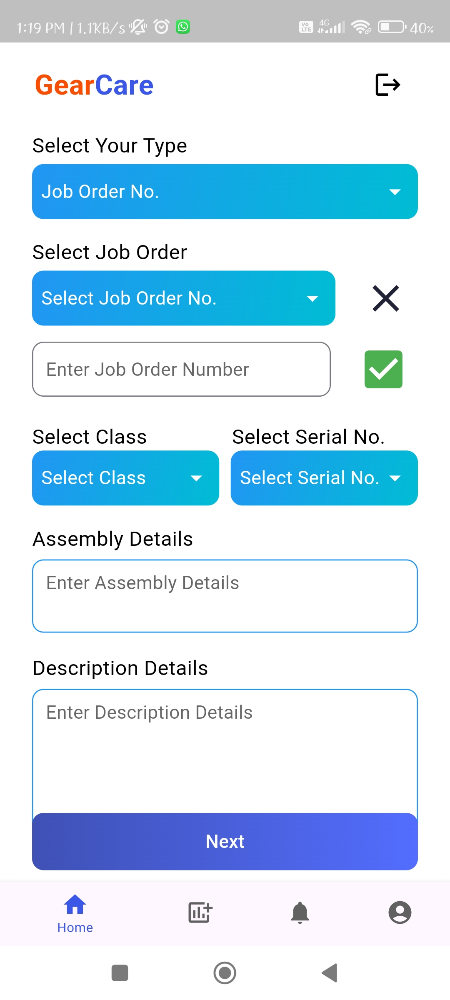 1:19 PM | 1.1KB/s Vo LTE 4G 40%
GearCare
Select Your Type
Job Order No.
Select Job Order
Select Job Order No.
Enter Job Order Number
Select Class Select Serial No.
Select Class Select Serial No.
Assembly Details
Enter Assembly Details
Description Details
Enter Description Details
Next
Home